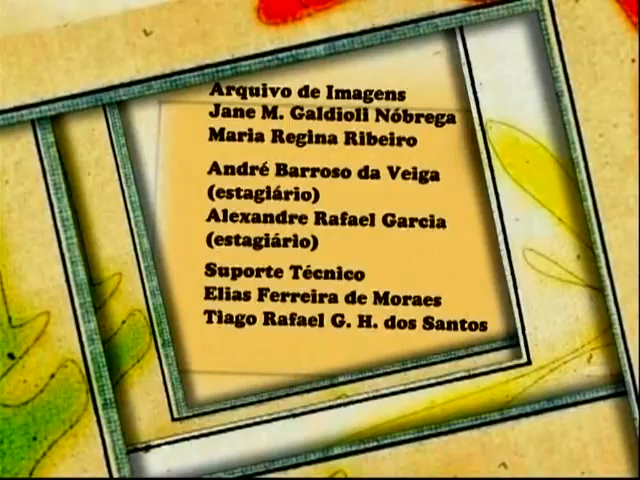 Arquivo de Imagens
Jane M. Galdioli Nóbrega
Maria Regina Ribeiro
André Barroso da Veiga
(estagiário)
Alexandre Rafael Garcia
(estagiário)
Suporte Técnico
Elias Ferreira de Moraes
Tiago Rafael G. H. dos Santos